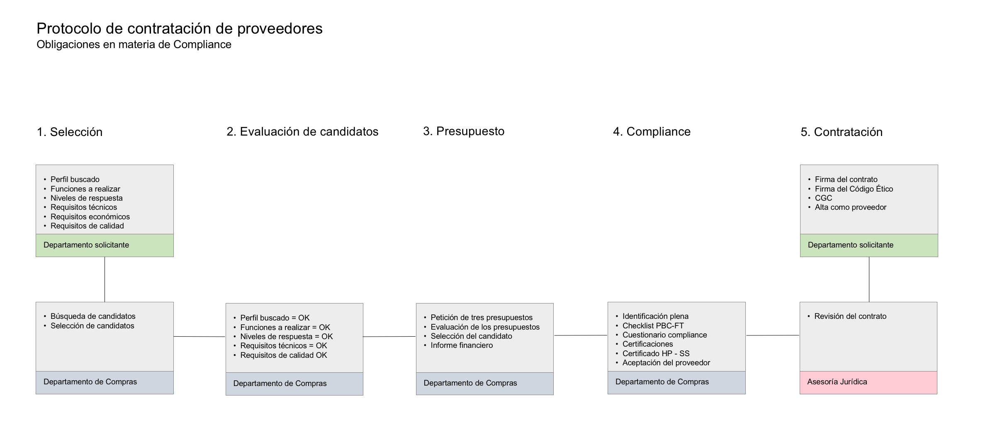 Protocolo de contratación de proveedores
Obligaciones en materia de Compliance
1. Selección
2. Evaluación de candidatos
3. Presupuesto
4. Compliance
5. Contratación
• Perfil buscado
• Funciones a realizar
• Niveles de respuesta
• Requisitos técnicos
• Requisitos económicos
• Requisitos de calidad
Departamento solicitante
• Firma del contrato
• Firma del Código Ético
• CGC
• Alta como proveedor
Departamento solicitante
• Búsqueda de candidatos
• Selección de candidatos
Departamento de Compras
• Perfil buscado = OK
• Funciones a realizar = OK
• Niveles de respuesta = OK
• Requisitos técnicos = OK
• Requisitos de calidad OK
Departamento de Compras
• Petición de tres presupuestos
• Evaluación de los presupuestos
• Selección del candidato
• Informe financiero
Departamento de Compras
• Identificación plena
• Checklist PBC-FT
• Cuestionario compliance
• Certificaciones
• Certificado HP - SS
• Aceptación del proveedor
Departamento de Compras
• Revisión del contrato
Asesoría Jurídica